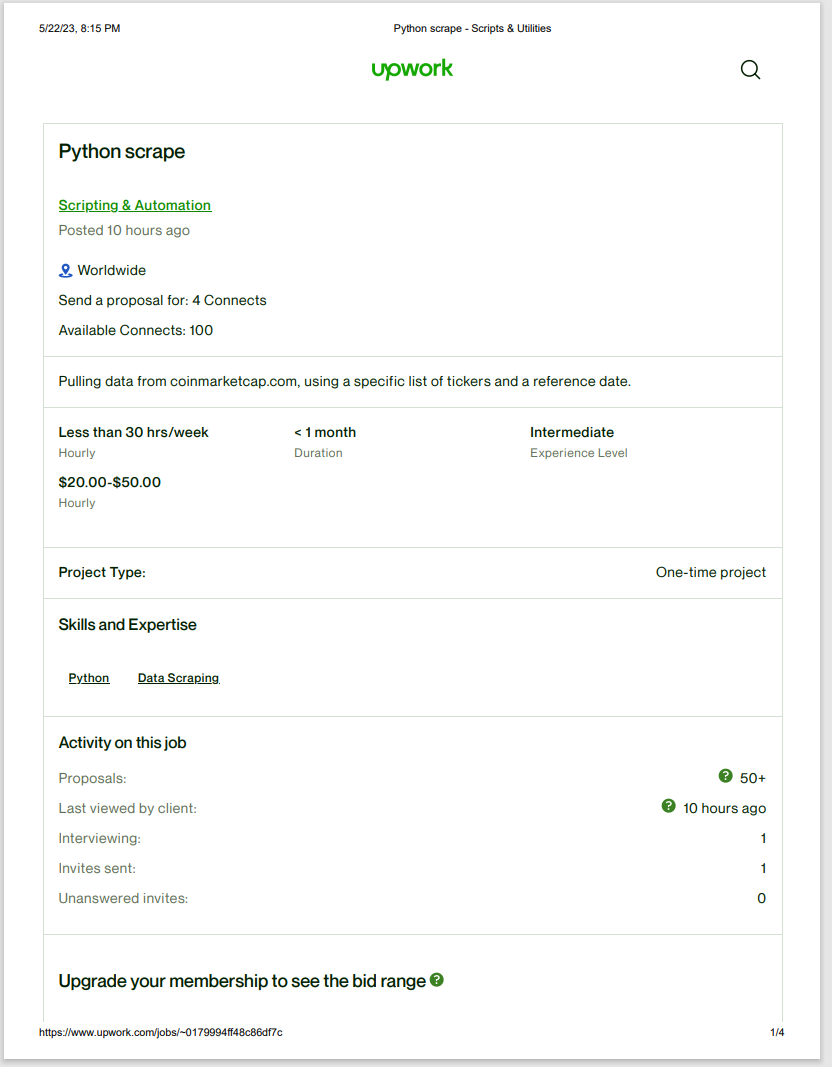 5/22/23, 8:15 PM Python scrape - Scripts & Utilities
upwork
Python scrape
Scripting & Automation
Posted 10 hours ago
Worldwide
Send a proposal for: 4 Connects
Available Connects: 100
Pulling data from coinmarketcap.com, using a specific list of tickers and a reference date.
Less than 30 hrs/week < 1 month Intermediate
Hourly Duration Experience Level
$20.00-$50.00
Hourly
Project Type: One-time project
Skills and Expertise
Python Data Scraping
Activity on this job
Proposals: ? 50+
Last viewed by client: ? 10 hours ago
Interviewing: 1
Invites sent: 1
Unanswered invites: 0
Upgrade your membership to see the bid range ?
https://www.upwork.com/jobs/~0179994ff48c86df7c 1/4